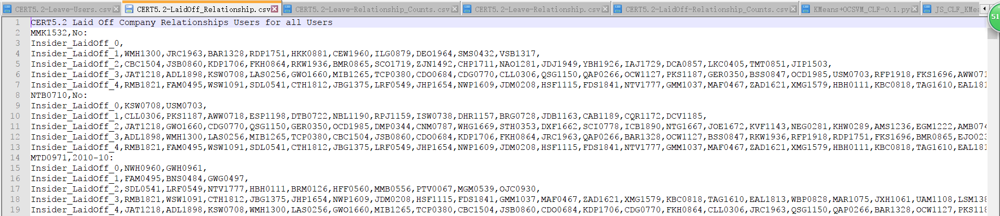 CERT5.2-Leave-Users.csv CERT5.2-LaidOff_Relationship.csv CERT5.2-Leave-Relationship_Counts.csv CERT5.2-Leave-Relationship.csv CERT5.2-LaidOff-Relationship_Counts.csv KMeans+OCSVM_CLF-0.1.py JS_CLF_KMe
51
1 CERT5.2 Laid Off Company Relationships Users for all Users
2 MMK1532,No:
3 Insider_LaidOff_0,
4 Insider_LaidOff_1,WMH1300,JRC1963,BAR1328,RDP1751,HKK0881,CEW1960,ILG0879,DEO1964,SMS0432,VSB1317,
5 Insider_LaidOff_2,CBC1504,JSB0860,KDP1706,FKH0864,RKW1936,BMR0865,SCO1719,ZJN1492,CHP1711,NAO1281,JDJ1949,YBH1926,IAJ1729,DCA0857,LKC0405,TMT0851,JIP1503,
6 Insider_LaidOff_3,JAT1218,ADL1898,KSW0708,LAS0256,GWO1660,MIB1265,TCP0380,CDO0684,CDG0770,CLL0306,QSG1150,QAP0266,OCW1127,PKS1187,GER0350,BSS0847,OCD1985,USM0703,RFP1918,FKS1696,AWW071
7 Insider_LaidOff_4,RMB1821,FAM0495,WSW1091,SDL0541,CTH1812,JBG1375,LRF0549,JHP1654,NWP1609,JDM0208,HSF1115,FDS1841,NTV1777,GMM1037,MAF0467,ZAD1621,XMG1579,HBH0111,KBC0818,TAG1610,EAL181
8 NTB0710,No:
9 Insider_LaidOff_0,KSW0708,USM0703,
10 Insider_LaidOff_1,CLL0306,PKS1187,AWW0718,ESP1198,DTB0722,NBL1190,RPJ1159,ISW0738,DHR1157,BRG0728,JDB1163,CAB1189,CQR1172,DCV1185,
11 Insider_LaidOff_2,JAT1218,GWO1660,CDG0770,QSG1150,GER0350,OCD1985,DMP0344,CNM0787,WHG1669,STH0353,DXF1662,SCI0778,ICB1890,NTG1667,JOE1672,KVF1143,NEG0281,KHW0289,AMS1236,EGM1222,AMB074
12 Insider_LaidOff_3,ADL1898,WMH1300,LAS0256,MIB1265,TCP0380,CBC1504,JSB0860,CDO0684,KDP1706,FKH0864,JRC1963,QAP0266,BAR1328,OCW1127,BSS0847,RKW1936,RFP1918,RDP1751,FKS1696,BMR0865,EJO023
13 Insider_LaidOff_4,RMB1821,FAM0495,WSW1091,SDL0541,CTH1812,JBG1375,LRF0549,JHP1654,NWP1609,JDM0208,HSF1115,FDS1841,NTV1777,GMM1037,MAF0467,ZAD1621,XMG1579,HBH0111,KBC0818,TAG1610,EAL181
14 MTD0971,2010-10:
15 Insider_LaidOff_0,NWH0960,GWH0961,
16 Insider_LaidOff_1,FAM0495,BNS0484,GWG0497,
17 Insider_LaidOff_2,SDL0541,LRF0549,NTV1777,HBH0111,BRM0126,HFF0560,MMB0556,PTV0067,MGM0539,OJC0930,
18 Insider_LaidOff_3,RMB1821,WSW1091,CTH1812,JBG1375,JHP1654,NWP1609,JDM0208,HSF1115,FDS1841,GMM1037,MAF0467,ZAD1621,XMG1579,KBC0818,TAG1610,EAL1813,WBP0828,MAR1075,JXH1061,UAM1108,LSM138
19 Insider_LaidOff_4,JAT1218,ADL1898,KSW0708,WMH1300,LAS0256,GWO1660,MIB1265,TCP0380,CBC1504,JSB0860,CDO0684,KDP1706,CDG0770,FKH0864,CLL0306,JRC1963,QSG1150,QAP0266,BAR1328,OCW1127,PKS118